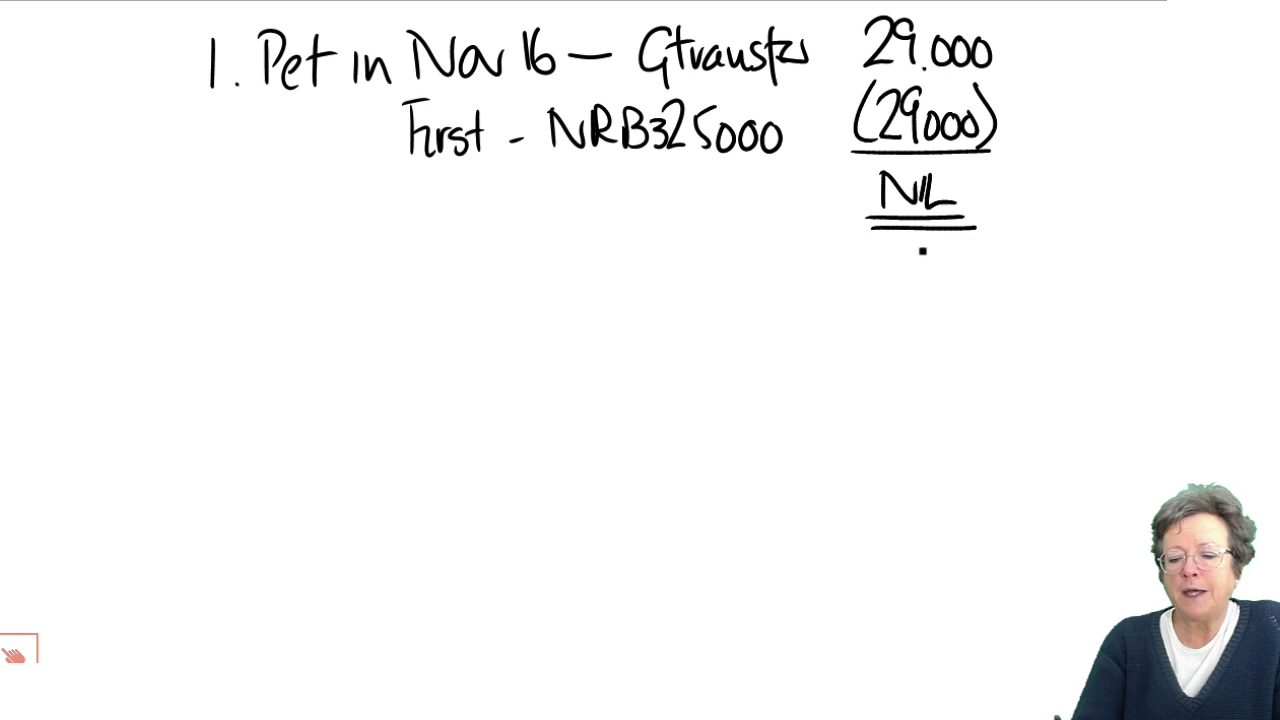 1. Pet in Nov 16 — Gtransfer 29.000
First - NRB325000 (29000)
NIL